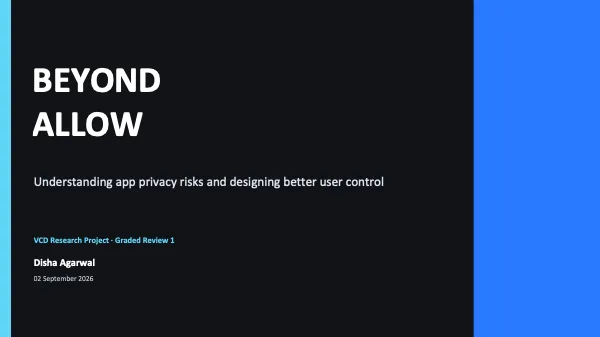 BEYOND
ALLOW
Understanding app privacy risks and designing better user control
VCD Research Project - Graded Review 1
Disha Agarwal
02 September 2026